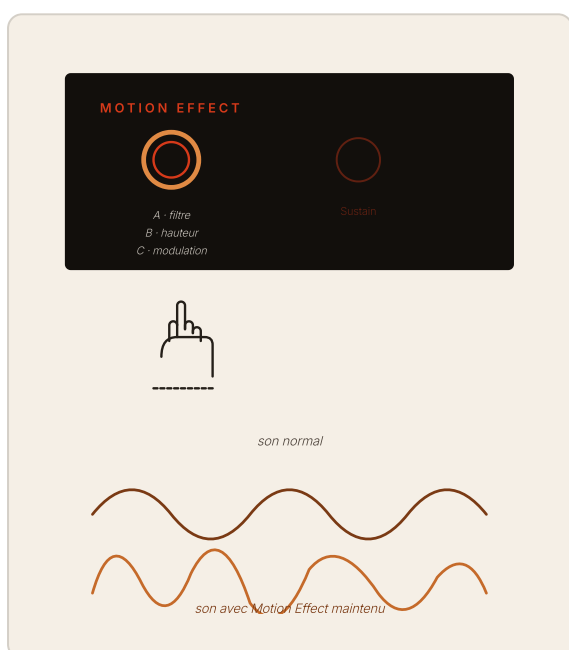 MOTION EFFECT
A · filtre
B · hauteur
C · modulation
Sustain
son normal
son avec Motion Effect maintenu